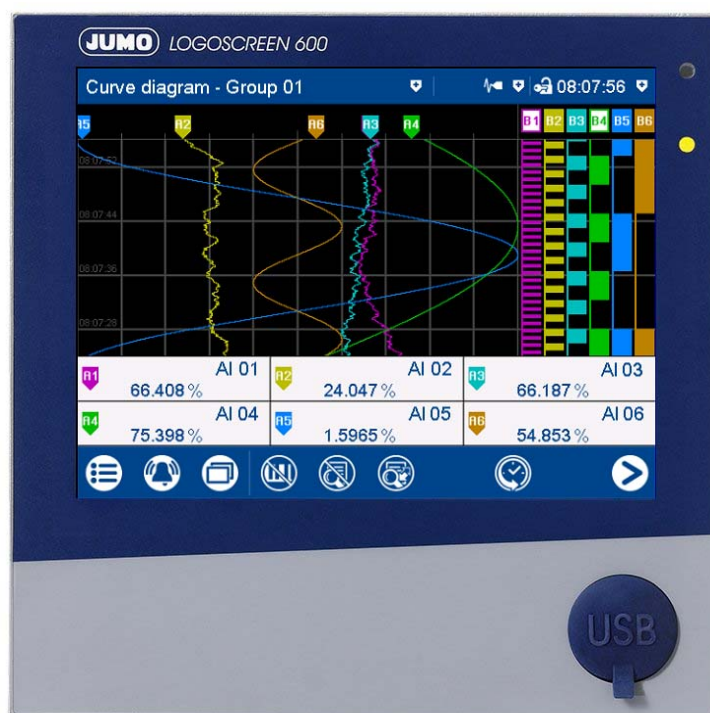 JUMO LOGOSCREEN 600
Curve diagram - Group 01 08:07:56
A5 A2 A6 A3 A4 B1 B2 B3 B4 B5 B6
08:07:52
08:07:44
08:07:36
08:07:28
A1 AI 01 A2 AI 02 A3 AI 03
66.408 % 24.047 % 66.187 %
A4 AI 04 A5 AI 05 A6 AI 06
75.398 % 1.5965 % 54.853 %
USB